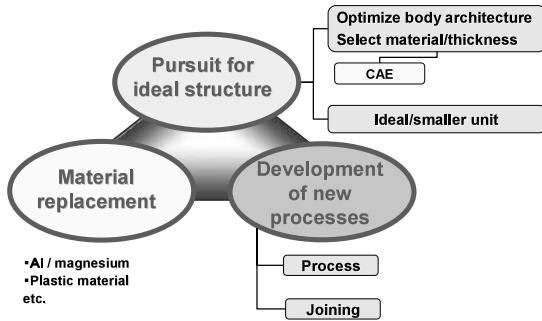 Optimize body architecture
Select material/thickness
CAE
Pursuit for
ideal structure
Ideal/smaller unit
Material
replacement
Development
of new
processes
▪Al / magnesium
▪Plastic material
etc.
Process
Joining